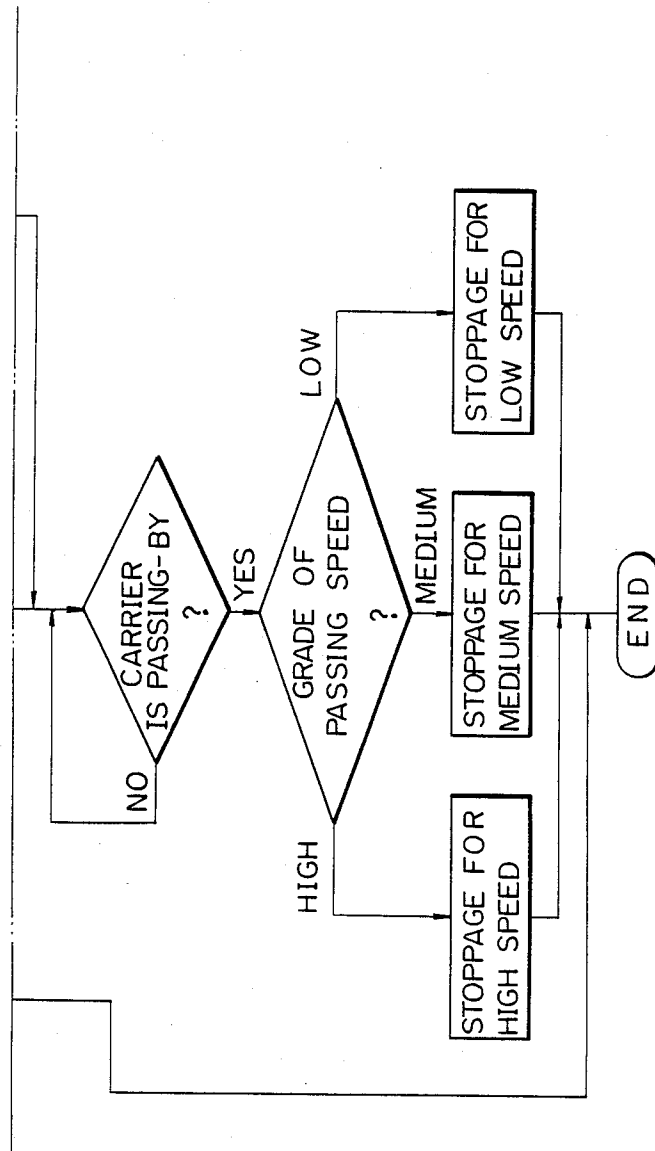 CARRIER
IS PASSING-BY
?
NO
YES
GRADE OF
PASSING SPEED
?
HIGH
MEDIUM
LOW
STOPPAGE FOR
HIGH SPEED
STOPPAGE FOR
MEDIUM SPEED
STOPPAGE FOR
LOW SPEED
END